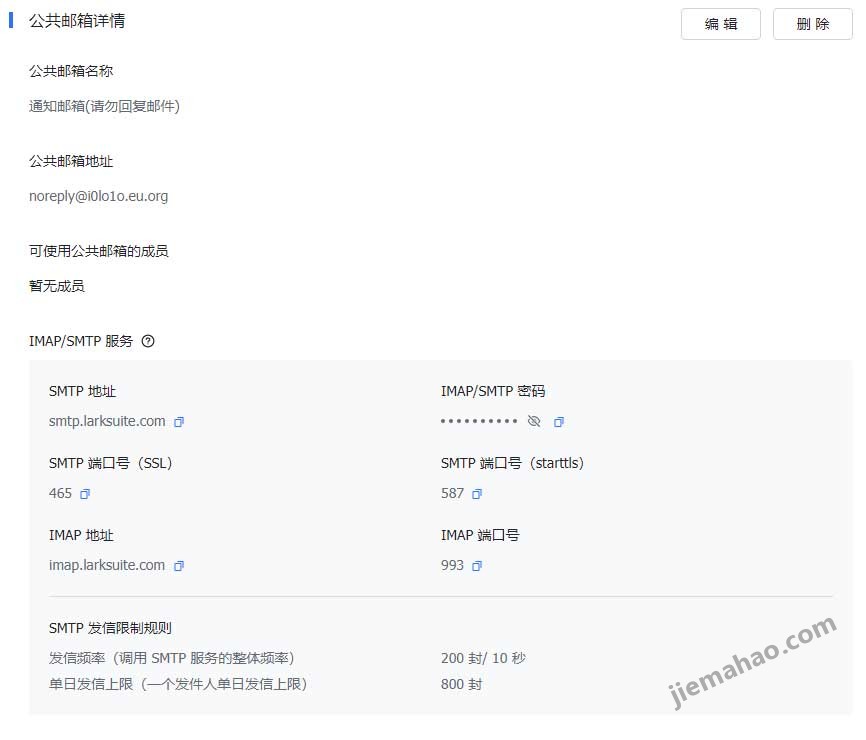 公共邮箱详情
编 辑
删 除
公共邮箱名称
通知邮箱(请勿回复邮件)
公共邮箱地址
noreply@i0lo1o.eu.org
可使用公共邮箱的成员
暂无成员
IMAP/SMTP 服务
SMTP 地址
IMAP/SMTP 密码
smtp.larksuite.com
••••••••••
SMTP 端口号（SSL）
SMTP 端口号（starttls）
465
587
IMAP 地址
IMAP 端口号
imap.larksuite.com
993
SMTP 发信限制规则
发信频率（调用 SMTP 服务的整体频率）
200 封/ 10 秒
单日发信上限（一个发件人单日发信上限）
800 封
jiemahao.com